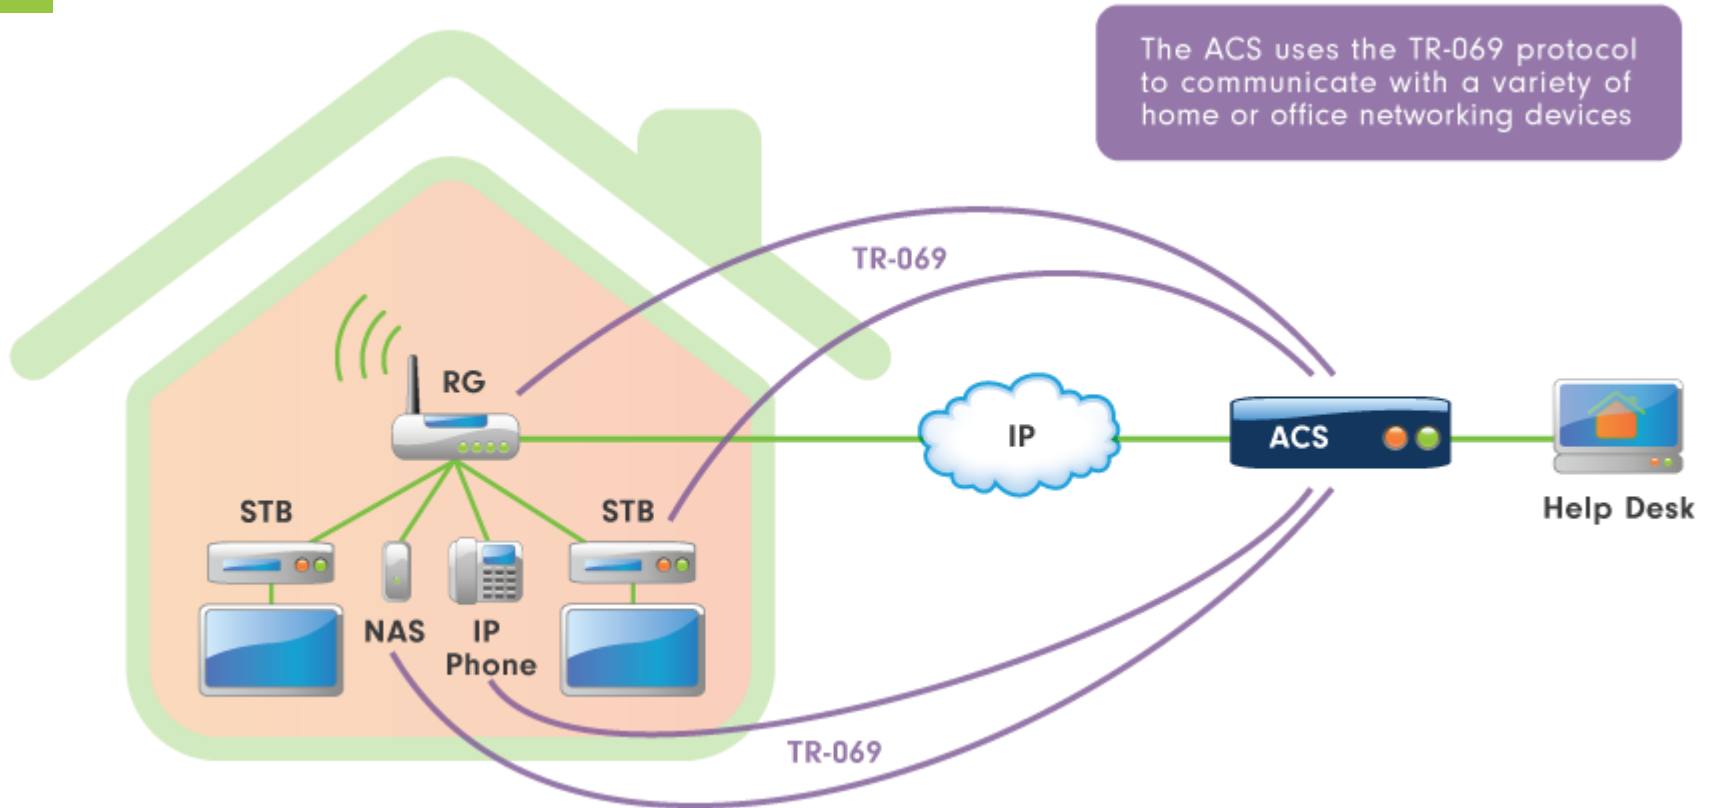 The ACS uses the TR-069 protocol
to communicate with a variety of
home or office networking devices
TR-069
RG
IP
ACS
Help Desk
STB
STB
NAS
IP
Phone
TR-069